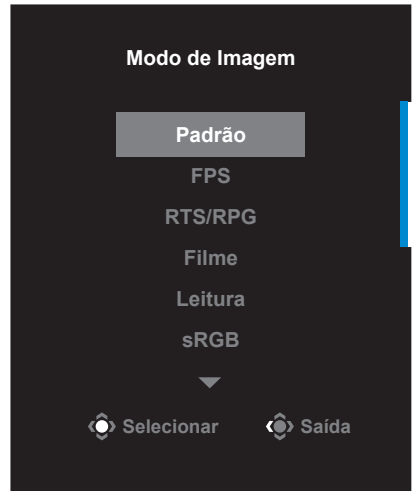 Modo de Imagem
Padrão
FPS
RTS/RPG
Filme
Leitura
sRGB
Selecionar Saída